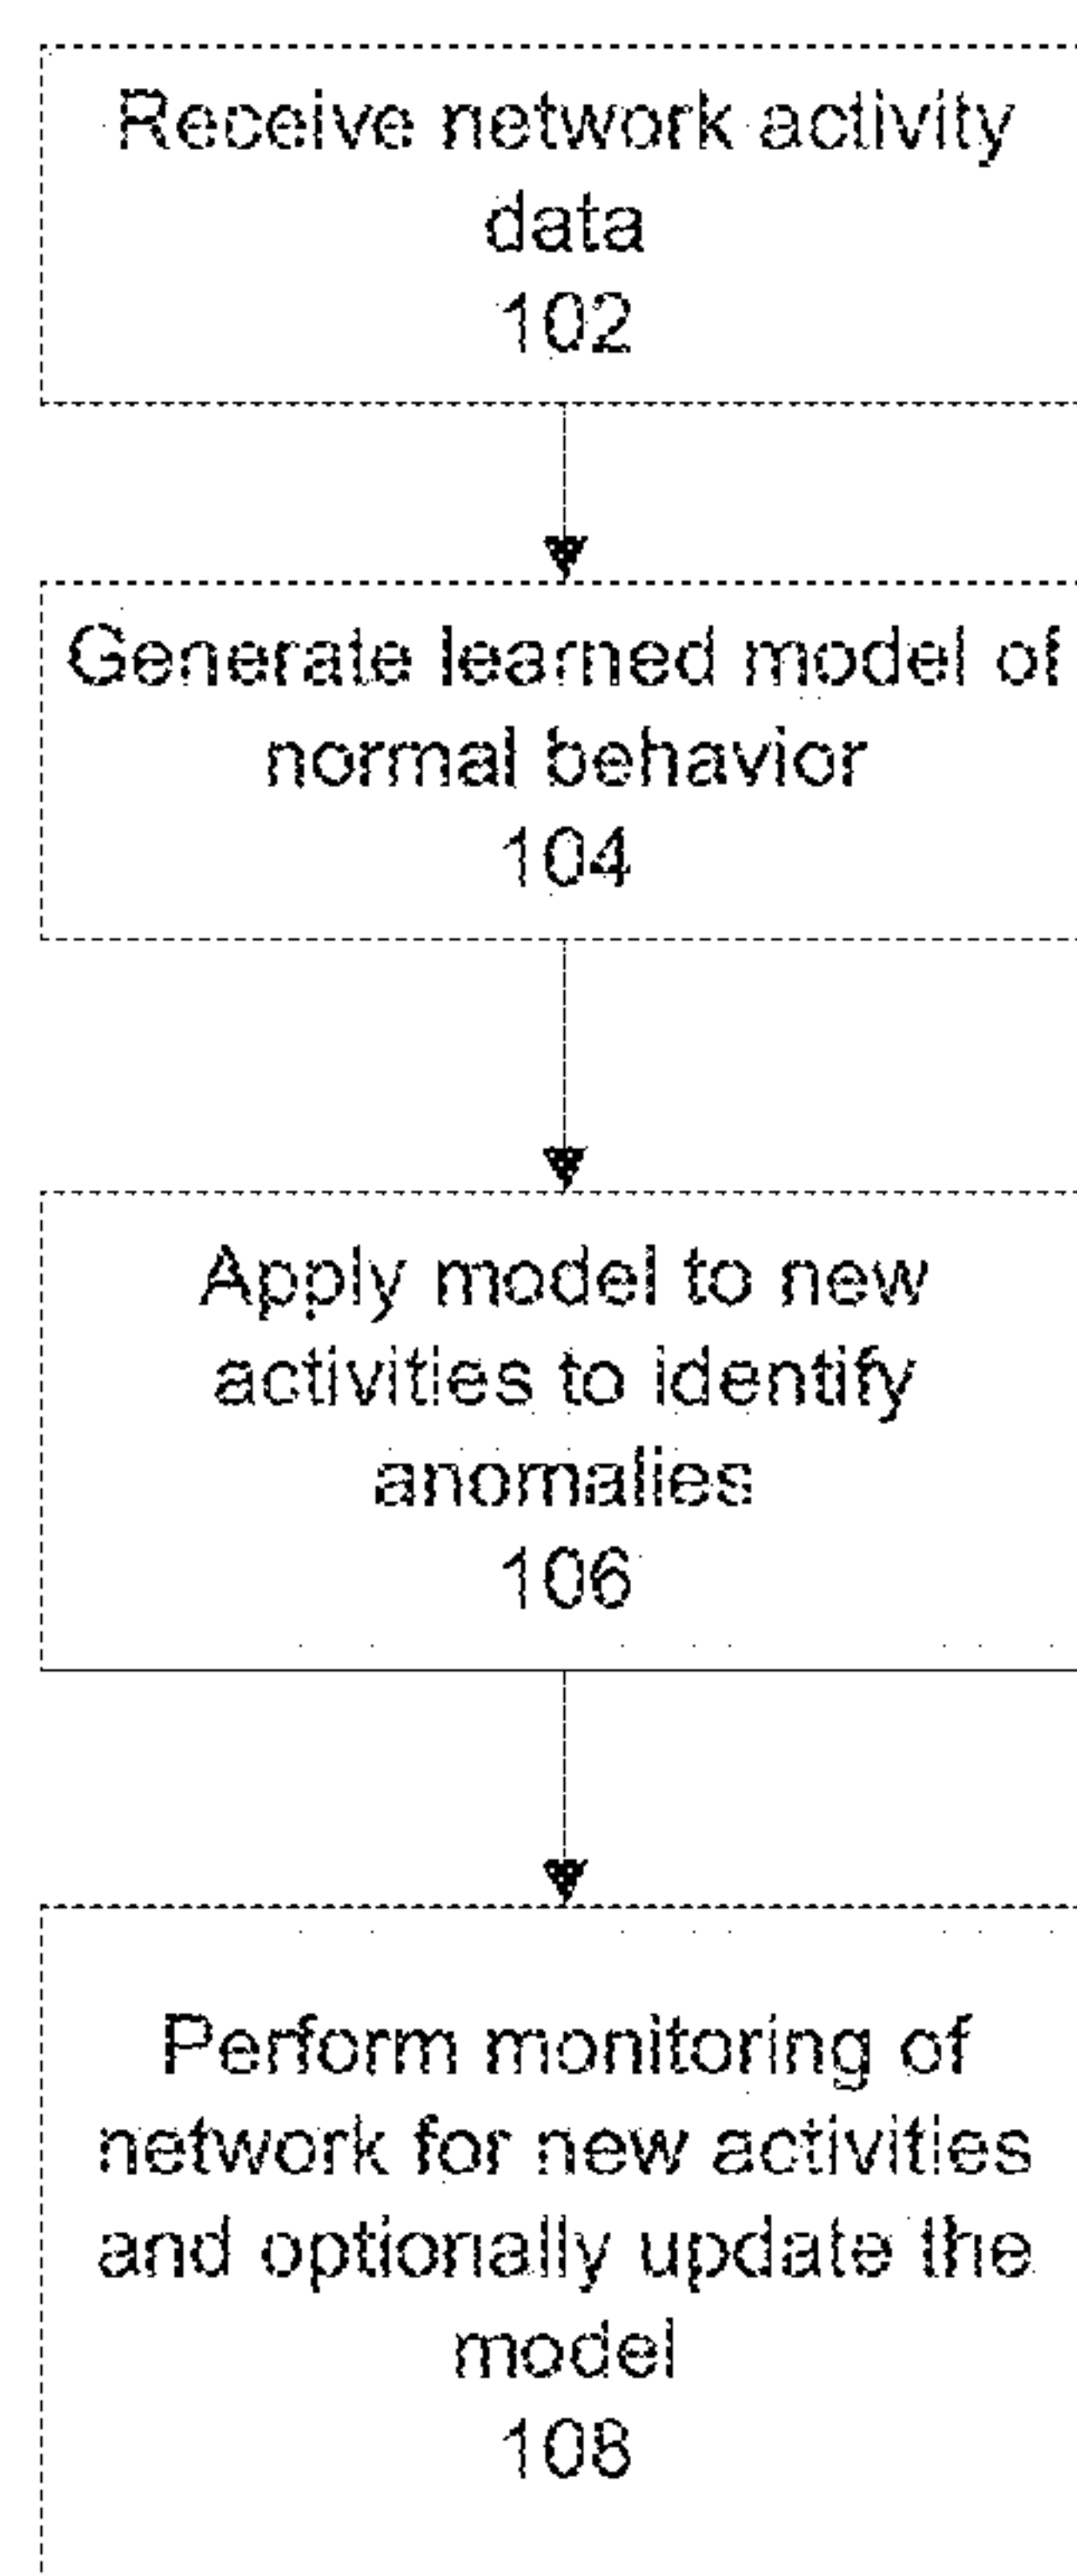 Receive network activity
data
102
Generate learned model of
normal behavior
104
Apply model to new
activities to identify
anomalies
106
Perform monitoring of
network for new activities
and optionally update the
model
108